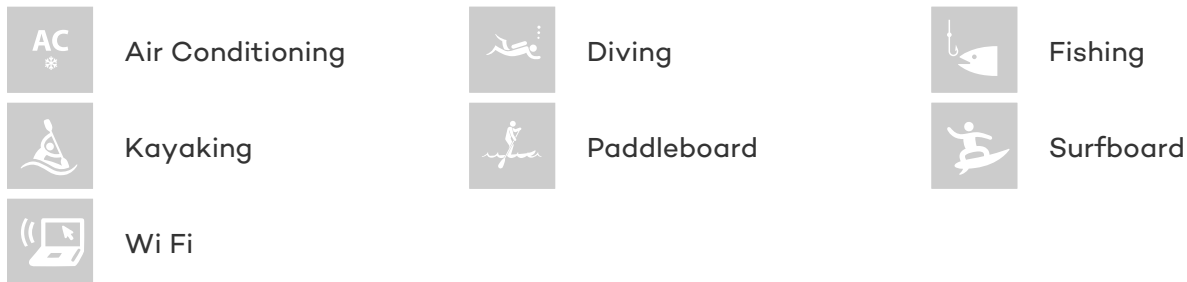 AC
Air Conditioning
Diving
Fishing
Kayaking
Paddleboard
Surfboard
Wi Fi